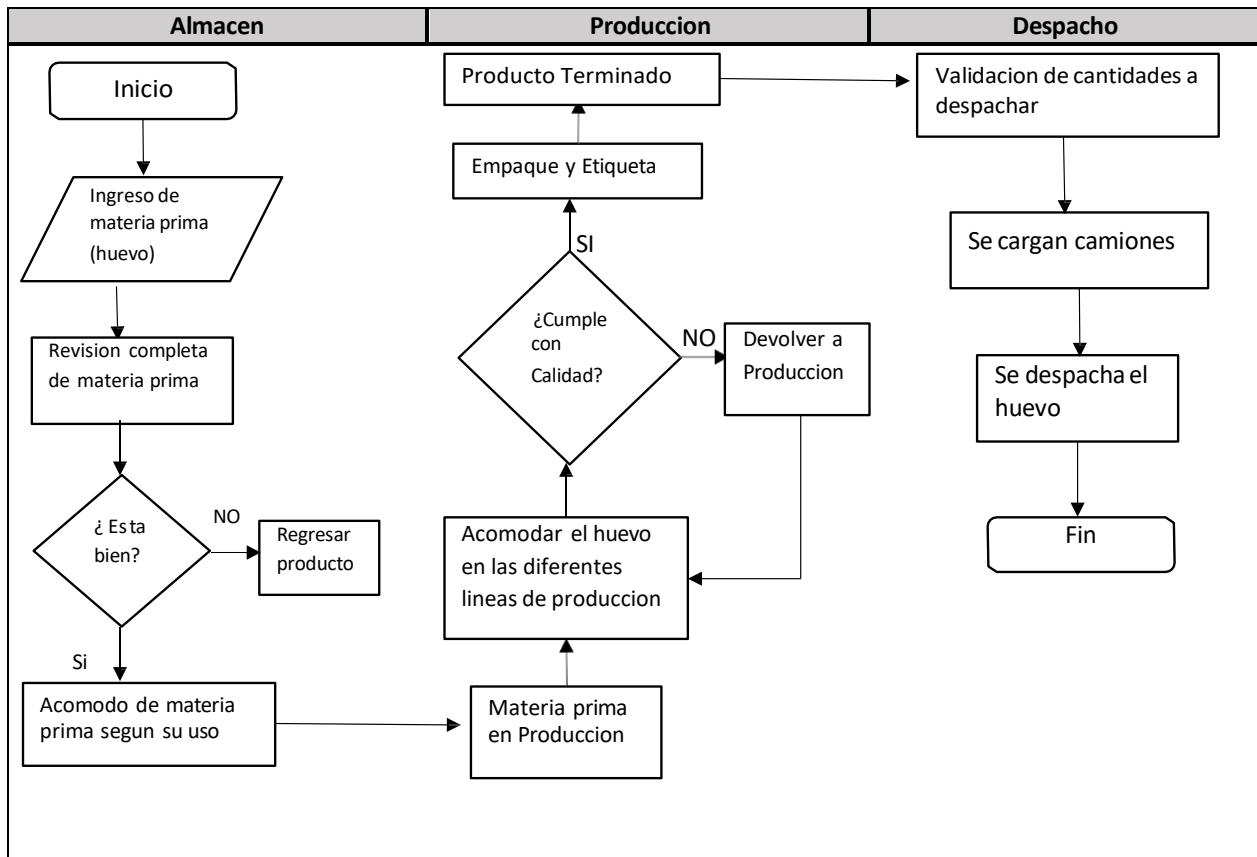 Almacen
Produccion
Despacho
Inicio
Ingreso de
materia prima
(huevo)
Revision completa
de materia prima
¿ Esta
bien?
NO
Regresar
producto
Si
Acomodo de materia
prima segun su uso
Producto Terminado
Empaque y Etiqueta
SI
¿Cumple
con
Calidad?
NO
Devolver a
Produccion
Acomodar el huevo
en las diferentes
lineas de produccion
Materia prima
en Produccion
Validacion de cantidades a
despachar
Se cargan camiones
Se despacha el
huevo
Fin